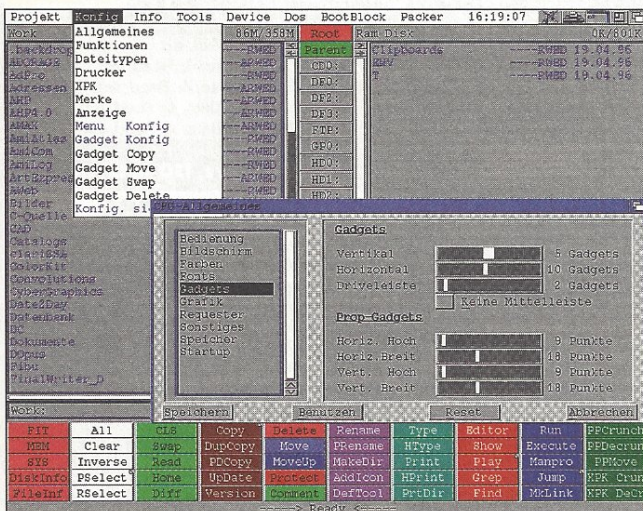 Projekt Konfig Info Tools Device Dos BootBlock Packer 16:19:07
Work 86M/358M Root Ram Disk 0K/801K
Allgemeines
Funktionen
Dateitypen
Drucker
XPK
Merke
Anzeige
Menu Konfig
Gadget Konfig
Gadget Copy
Gadget Move
Gadget Swap
Gadget Delete
Konfig.
.backdrop
ADORAGE
AdPro
Adressen
AHP
AHP4.0
AMAX
AmiAtlas
AmiCom
AmiLog
AWeb
Bilder
C-Quelle
CAD
Catalogs
ColorKit
Convolutions
CyberGraphics
Date2Day
Datenbank
DC
Dokumente
DOpus
Fibu
FinalWriter_D
Work:
Parent
CD0:
DF0:
DF2:
DF3:
FTP:
GP0:
HD0:
HD1:
HD2:
Clipboards ----RWED 19.04.96
ENV ----RWED 19.04.96
T ----RWED 19.04.96
Bedienung
Bildschirm
Farben
Fonts
Gadgets
Grafik
Requester
Sonstiges
Speicher
Startup
Gadgets
Vertikal 5 Gadgets
Horizontal 10 Gadgets
Driveleiste 2 Gadgets
Keine Mittelleiste
Prop-Gadgets
Horiz. Hoch 9 Punkte
Horiz.Breit 18 Punkte
Vert. Hoch 9 Punkte
Vert. Breit 18 Punkte
Speichern Benutzen Reset Abbrechen
FIT All CLS Copy Delete Rename Type Editor Run PPCrunch
MEM Clear Swap DupCopy Move PRename HType Show Execute PPDecrun
SYS Inverse Read PDCopy MoveUp MakeDir Print Play Manpro PPMove
DiskInfo PSelect Home UpDate Protect AddIcon HPrint Grep Jump XPK Crun
FileInf RSelect Diff Version Comment DefTool PrtDir Find MkLink XPK DeCr
-----> Ready <-----